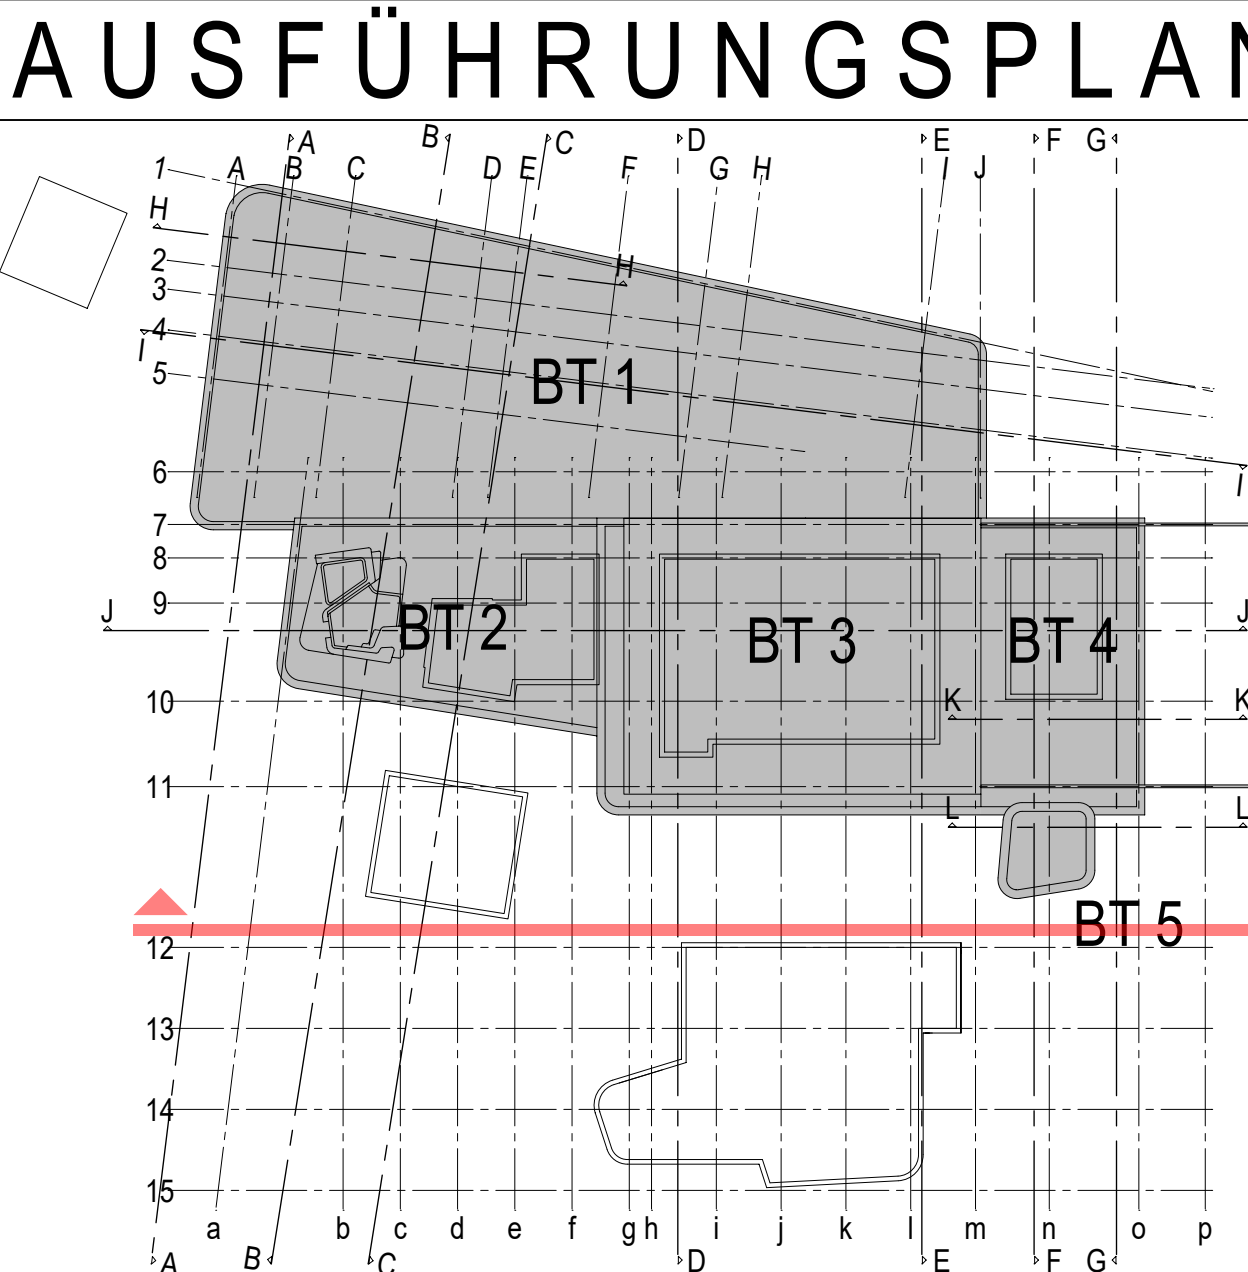 AUSFÜHRUNGSPLAN
A B C D E F G
1 A B C D E F G H I J
H
2 H
3
4
I
5 BT 1
6
I
7
8
9
J BT 2 BT 3 BT 4 J
10 K K
11
L L
BT 5
12
13
14
15
a b c d e f g h i j k l m n o p
A B C D E F G